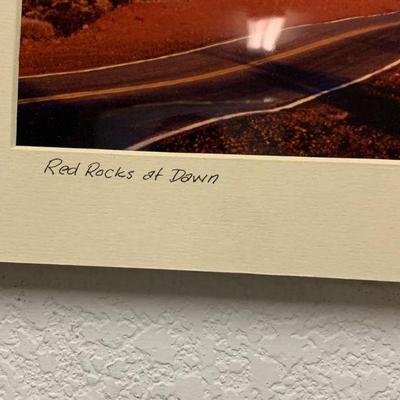 Red Rocks at Dawn